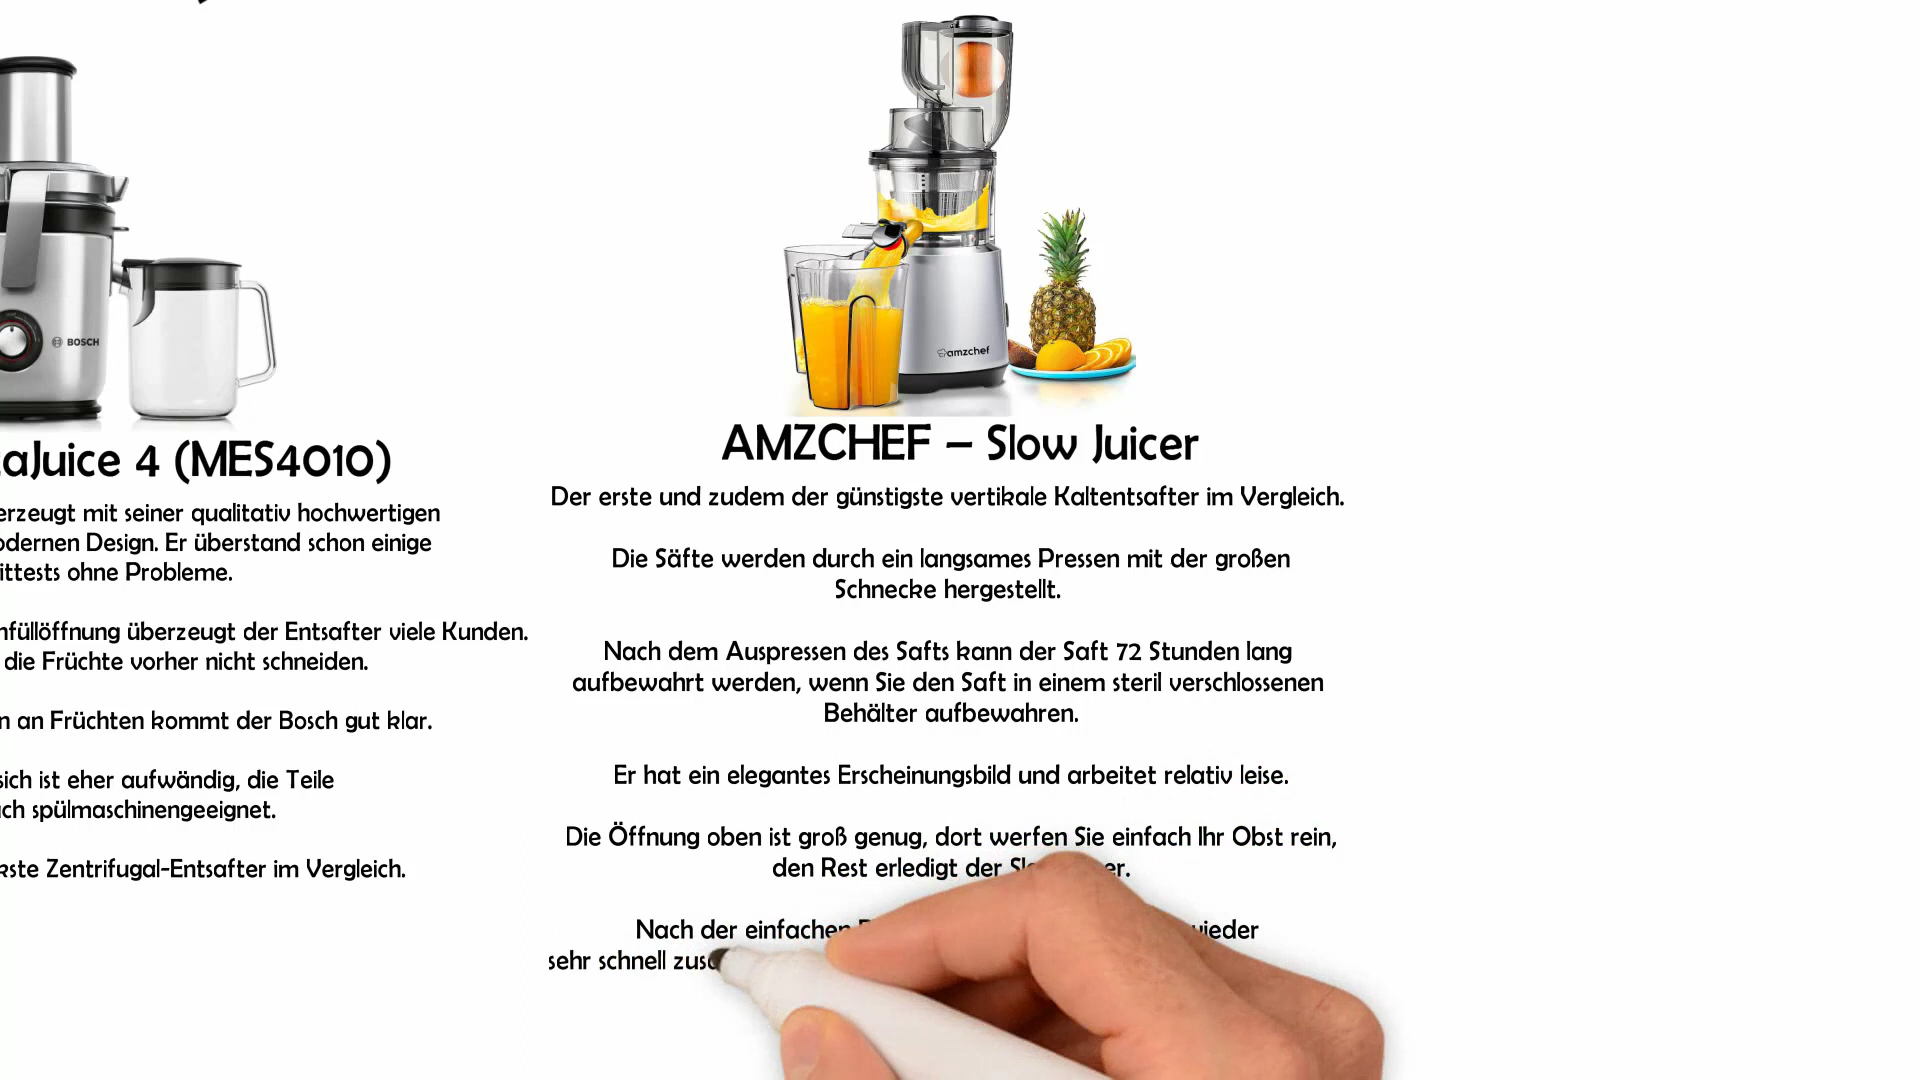 BOSCH
aJuice 4 (MES4010)
erzeugt mit seiner qualitativ hochwertigen
odernen Design. Er überstand schon einige
ittests ohne Probleme.
nfüllöffnung überzeugt der Entsafter viele Kunden.
die Früchte vorher nicht schneiden.
n an Früchten kommt der Bosch gut klar.
sich ist eher aufwändig, die Teile
ch spülmaschinengeeignet.
kste Zentrifugal-Entsafter im Vergleich.
amzchef
AMZCHEF – Slow Juicer
Der erste und zudem der günstigste vertikale Kaltentsafter im Vergleich.
Die Säfte werden durch ein langsames Pressen mit der großen
Schnecke hergestellt.
Nach dem Auspressen des Safts kann der Saft 72 Stunden lang
aufbewahrt werden, wenn Sie den Saft in einem steril verschlossenen
Behälter aufbewahren.
Er hat ein elegantes Erscheinungsbild und arbeitet relativ leise.
Die Öffnung oben ist groß genug, dort werfen Sie einfach Ihr Obst rein,
den Rest erledigt der Sl er.
Nach der einfachen wieder
sehr schnell zus